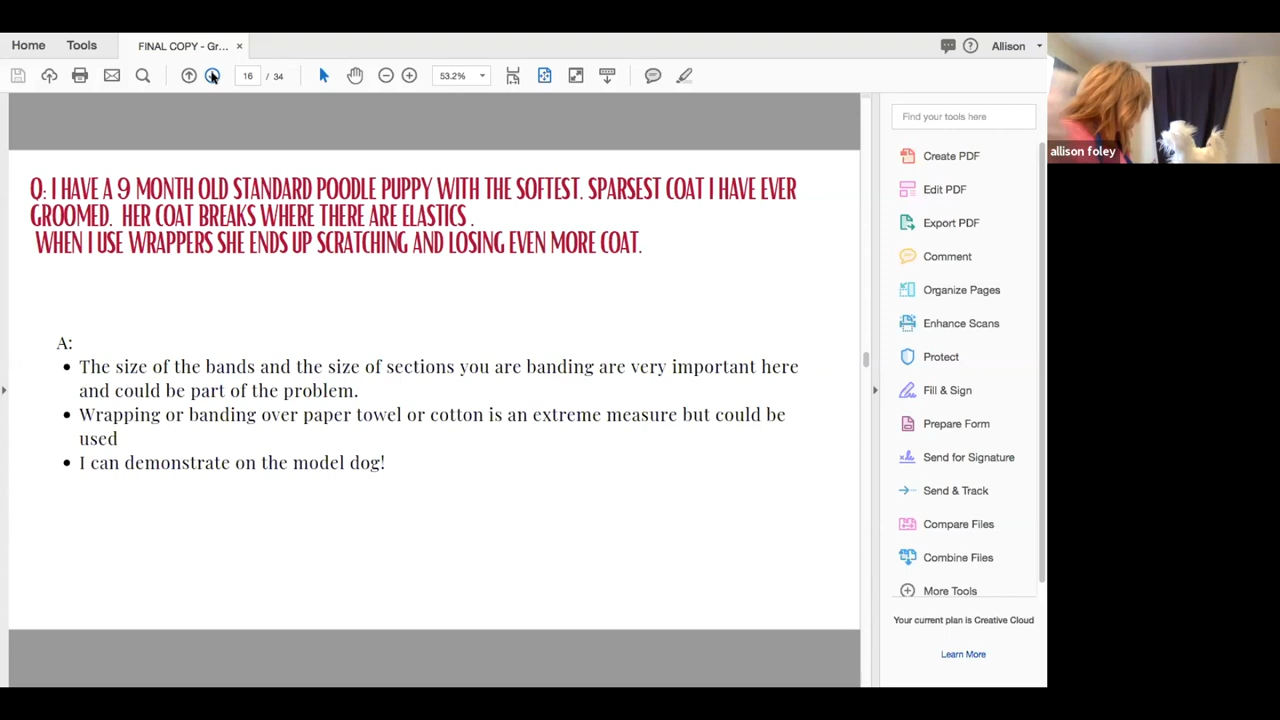 Home
Tools
FINAL COPY - Gr... ×
Allison
16 / 34
53.2%
Q: I HAVE A 9 MONTH OLD STANDARD POODLE PUPPY WITH THE SOFTEST. SPARSEST COAT I HAVE EVER
GROOMED. HER COAT BREAKS WHERE THERE ARE ELASTICS .
WHEN I USE WRAPPERS SHE ENDS UP SCRATCHING AND LOSING EVEN MORE COAT.
A:
• The size of the bands and the size of sections you are banding are very important here
and could be part of the problem.
• Wrapping or banding over paper towel or cotton is an extreme measure but could be
used
• I can demonstrate on the model dog!
Find your tools here
Create PDF
Edit PDF
Export PDF
Comment
Organize Pages
Enhance Scans
Protect
Fill & Sign
Prepare Form
Send for Signature
Send & Track
Compare Files
Combine Files
More Tools
Your current plan is Creative Cloud
Learn More
allison foley